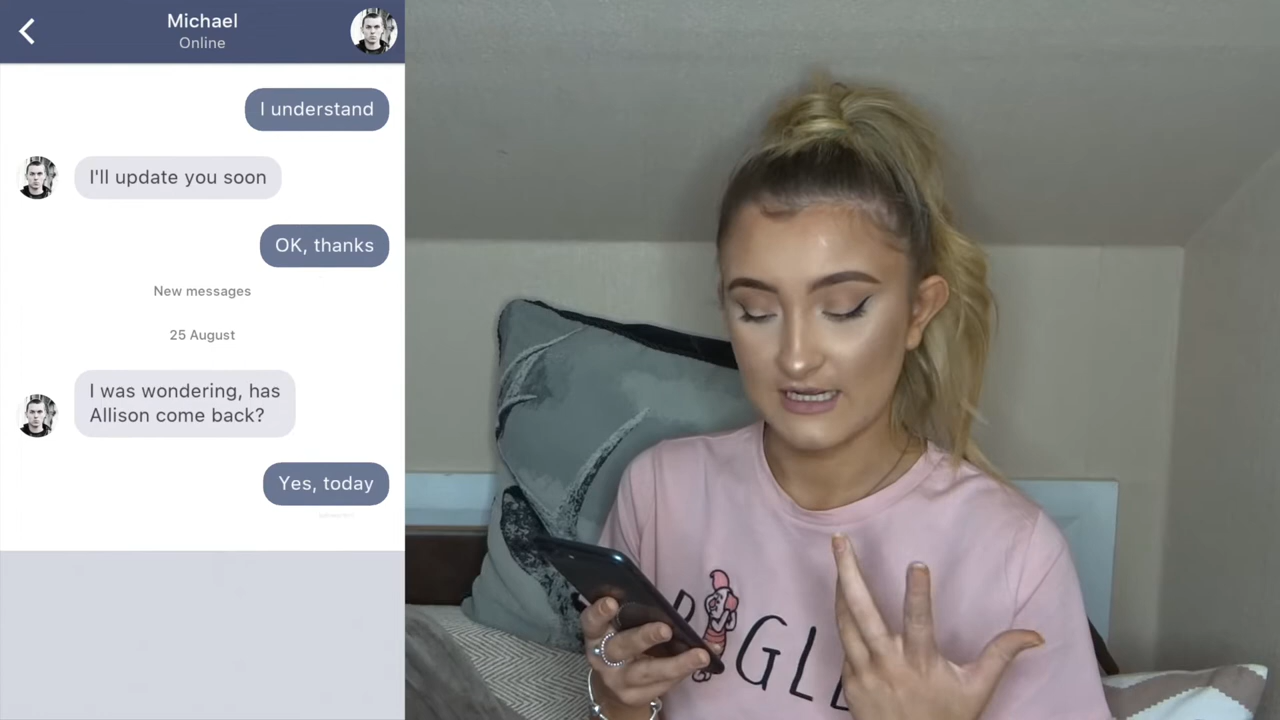 Michael
Online
I understand
I'll update you soon
OK, thanks
New messages
25 August
I was wondering, has
Allison come back?
Yes, today